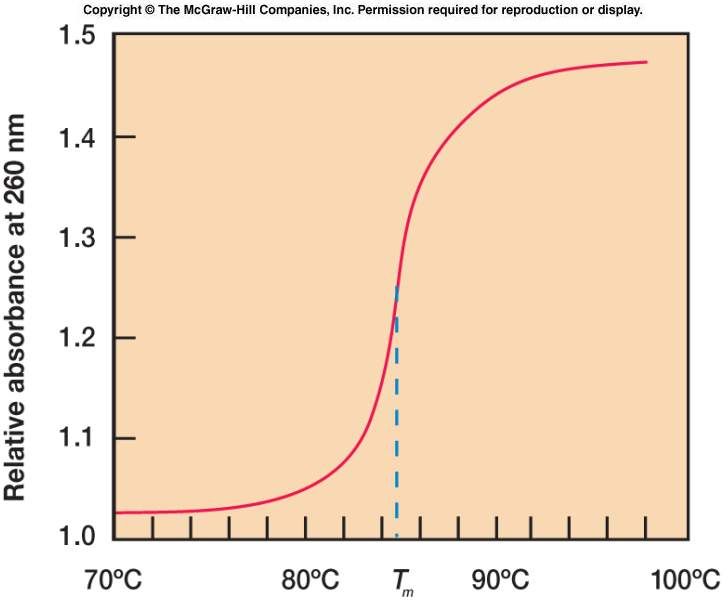 Copyright © The McGraw-Hill Companies, Inc. Permission required for reproduction or display.
Relative absorbance at 260 nm
1.5
1.4
1.3
1.2
1.1
1.0
70ºC 80ºC Tm 90ºC 100ºC